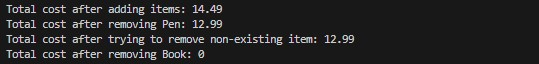 Total cost after adding items: 14.49
Total cost after removing Pen: 12.99
Total cost after trying to remove non-existing item: 12.99
Total cost after removing Book: 0